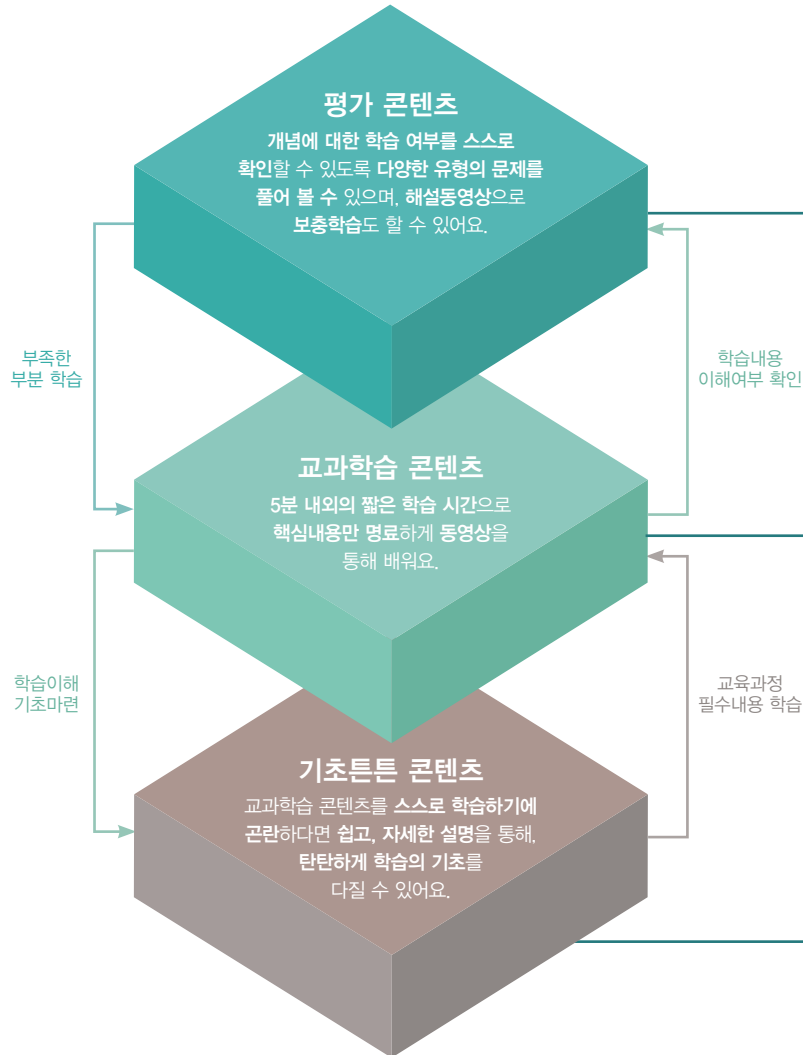 평가 콘텐츠
개념에 대한 학습 여부를 스스로
확인할 수 있도록 다양한 유형의 문제를
풀어 볼 수 있으며, 해설동영상으로
보충학습도 할 수 있어요.
부족한
부분 학습
학습내용
이해여부 확인
교과학습 콘텐츠
5분 내외의 짧은 학습 시간으로
핵심내용만 명료하게 동영상을
통해 배워요.
학습이해
기초마련
교육과정
필수내용 학습
기초튼튼 콘텐츠
교과학습 콘텐츠를 스스로 학습하기에
곤란하다면 쉽고, 자세한 설명을 통해,
탄탄하게 학습의 기초를
다질 수 있어요.